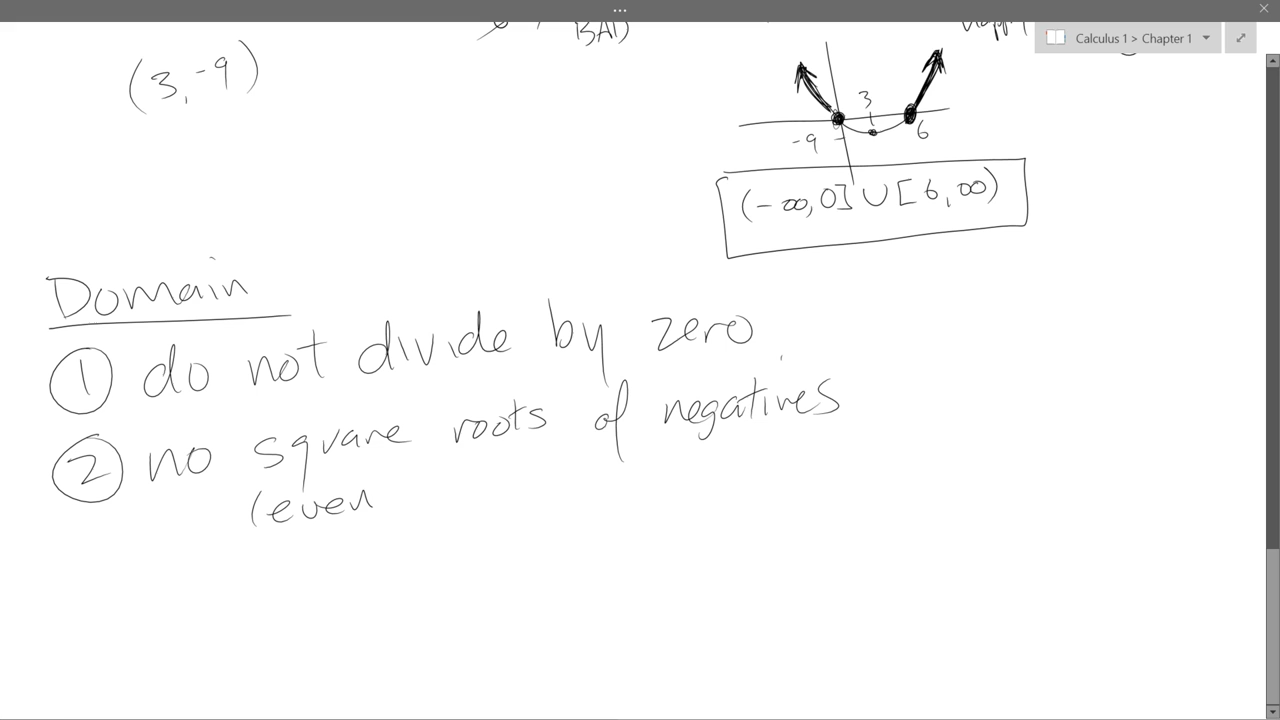 BAD
Calculus 1 > Chapter 1
(3,-9)
3
-9
6
(-∞,0]∪[6,∞)
Domain
① do not divide by zero
② no square roots of negatives
(even